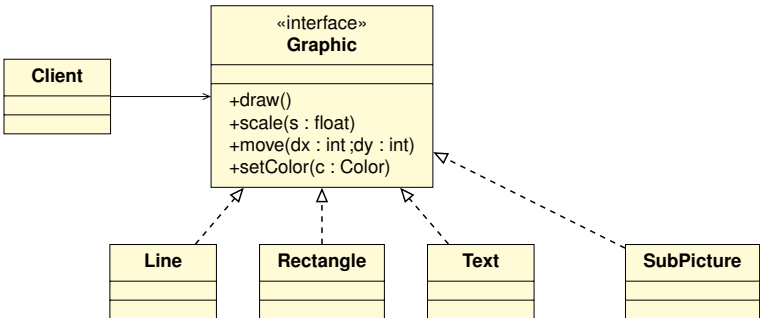 «interface»
Graphic
Client
+draw()
+scale(s : float)
+move(dx : int ;dy : int)
+setColor(c : Color)
Line
Rectangle
Text
SubPicture